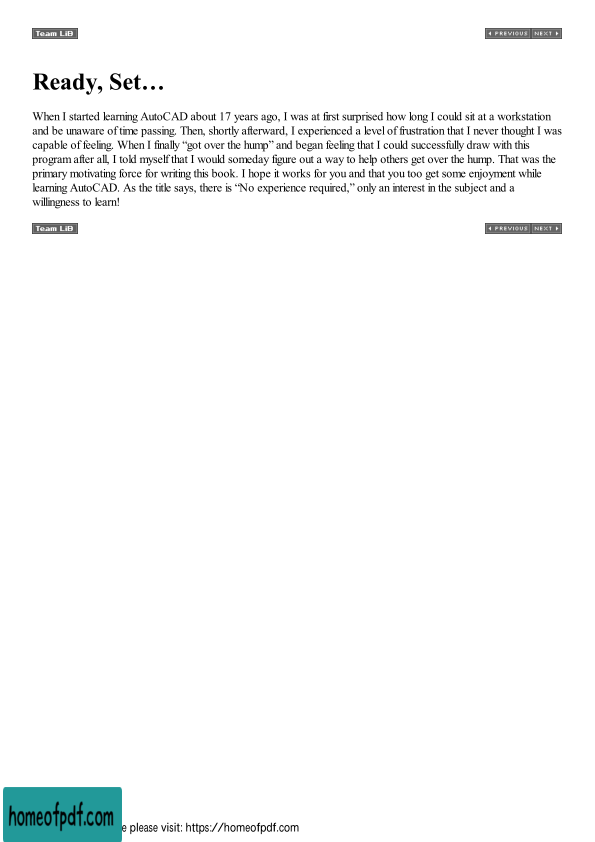 Team LiB
◄ PREVIOUS NEXT ►
Ready, Set…
When I started learning AutoCAD about 17 years ago, I was at first surprised how long I could sit at a workstation
and be unaware of time passing. Then, shortly afterward, I experienced a level of frustration that I never thought I was
capable of feeling. When I finally “got over the hump” and began feeling that I could successfully draw with this
program after all, I told myself that I would someday figure out a way to help others get over the hump. That was the
primary motivating force for writing this book. I hope it works for you and that you too get some enjoyment while
learning AutoCAD. As the title says, there is “No experience required,” only an interest in the subject and a
willingness to learn!
Team LiB
◄ PREVIOUS NEXT ►
homeofpdf.com
e please visit: https://homeofpdf.com